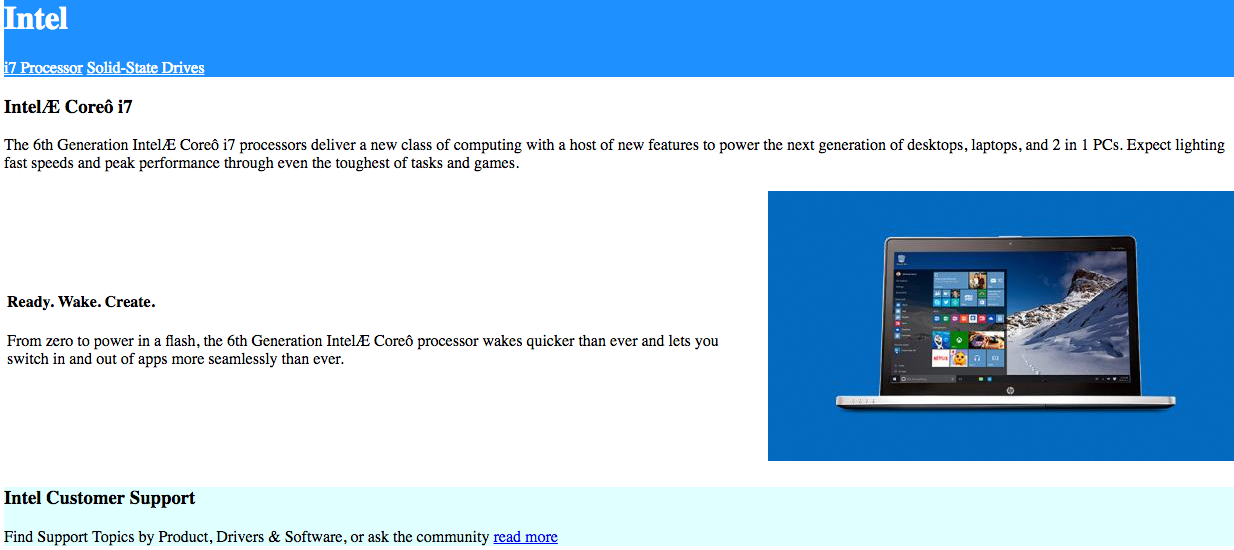 Intel
i7 Processor Solid-State Drives
IntelÆ Coreô i7
The 6th Generation IntelÆ Coreô i7 processors deliver a new class of computing with a host of new features to power the next generation of desktops, laptops, and 2 in 1 PCs. Expect lighting
fast speeds and peak performance through even the toughest of tasks and games.
Ready. Wake. Create.
From zero to power in a flash, the 6th Generation IntelÆ Coreô processor wakes quicker than ever and lets you
switch in and out of apps more seamlessly than ever.
NETFLIX
hp
Intel Customer Support
Find Support Topics by Product, Drivers & Software, or ask the community read more